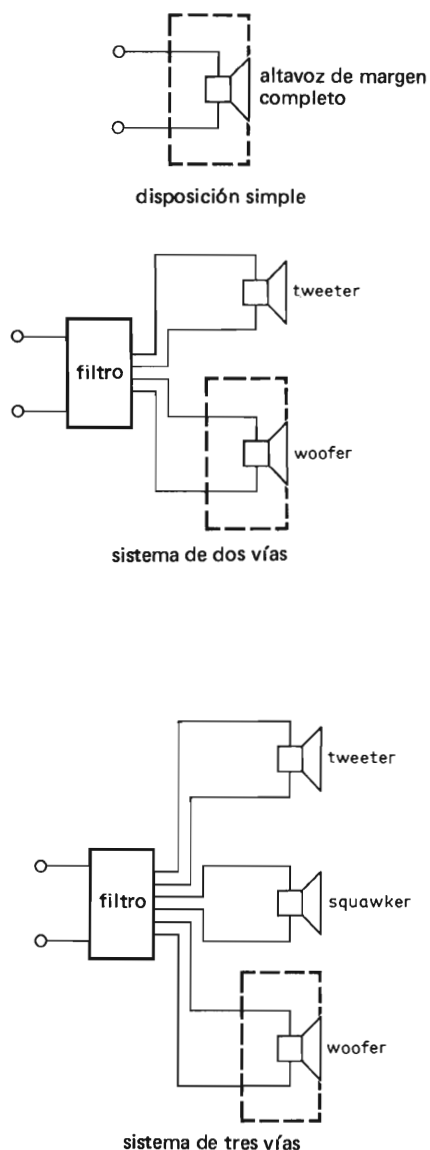 altavoz de margen
completo
disposición simple
tweeter
filtro
woofer
sistema de dos vías
tweeter
filtro
squawker
woofer
sistema de tres vías